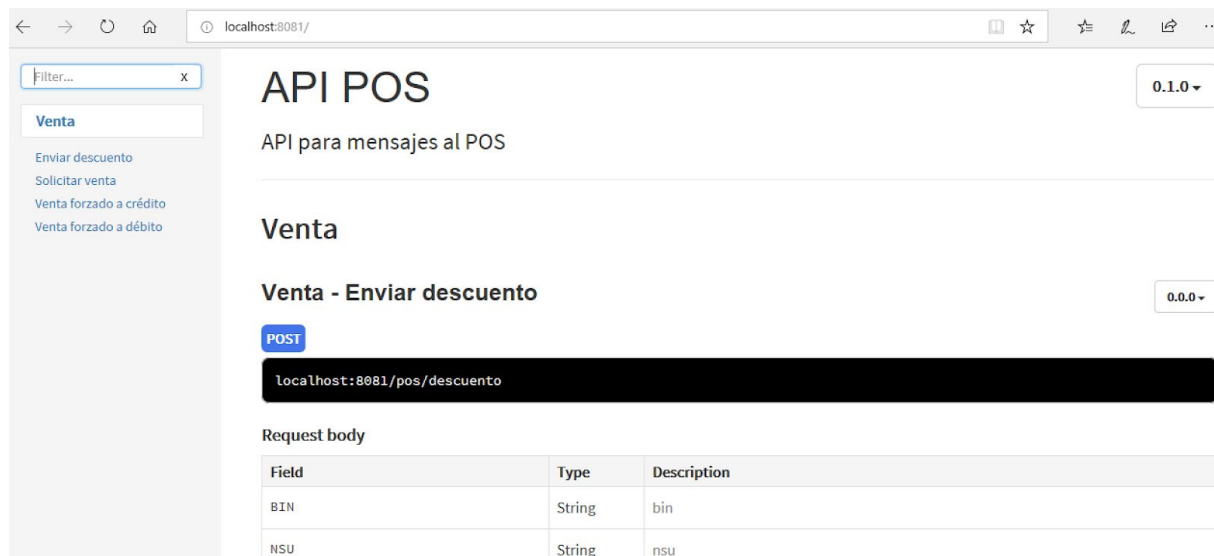 localhost:8081/
Filter... x
Venta
Enviar descuento
Solicitar venta
Venta forzado a crédito
Venta forzado a débito
API POS
0.1.0
API para mensajes al POS
Venta
Venta - Enviar descuento
0.0.0
POST
localhost:8081/pos/descuento
Request body
Field Type Description
BIN String bin
NSU String nsu